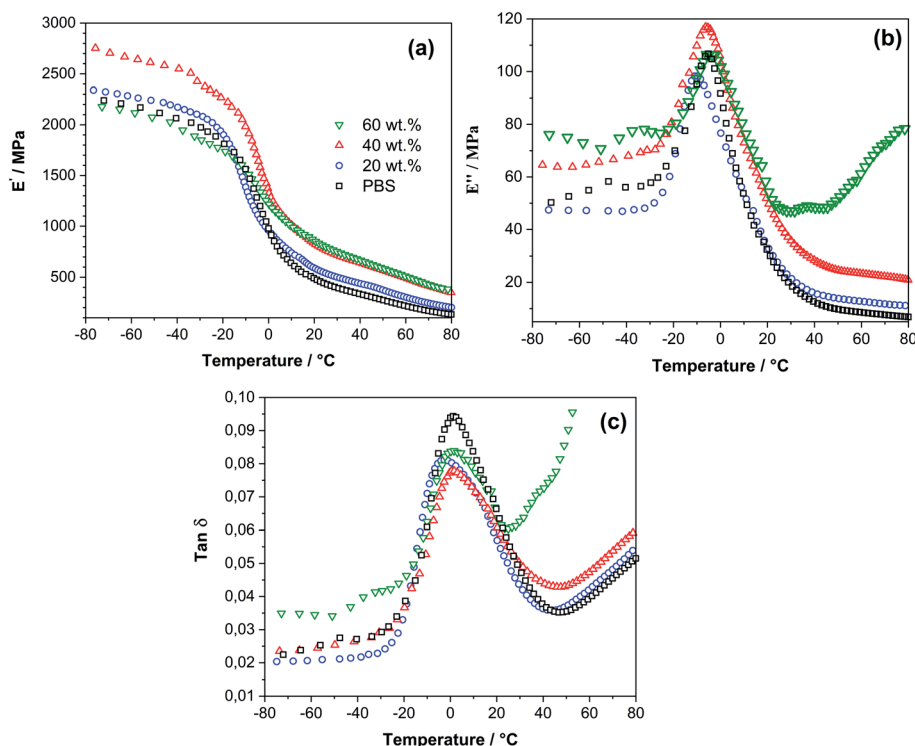 (a)
3000
2500
2000
1500
1000
500
E' / MPa
60 wt.%
40 wt.%
20 wt.%
PBS
-80 -60 -40 -20 0 20 40 60 80
Temperature / °C
(b)
120
100
80
60
40
20
E'' / MPa
-80 -60 -40 -20 0 20 40 60 80
Temperature / °C
(c)
0,10
0,09
0,08
0,07
0,06
0,05
0,04
0,03
0,02
0,01
Tan δ
-80 -60 -40 -20 0 20 40 60 80
Temperature / °C